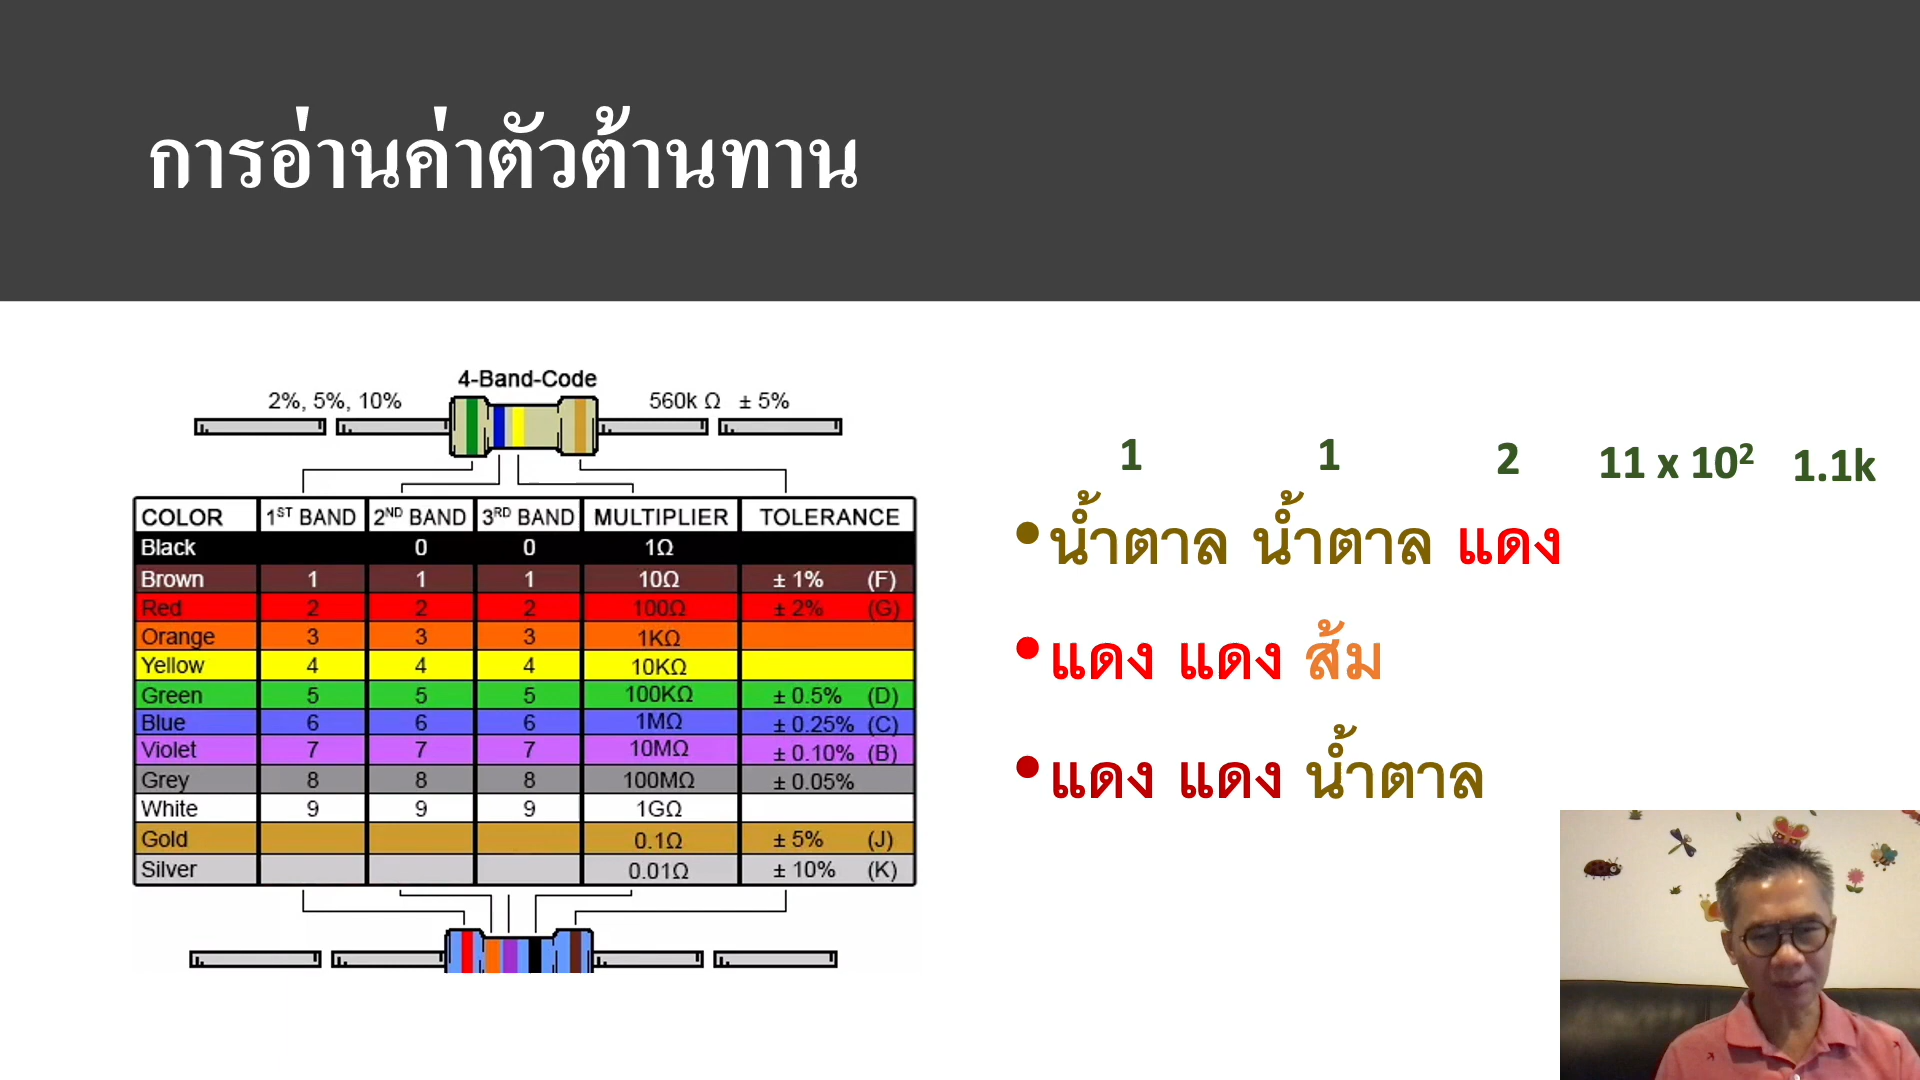 การอ่านค่าตัวต้านทาน
4-Band-Code
2%, 5%, 10%
560k Ω ± 5%
COLOR 1ST BAND 2ND BAND 3RD BAND MULTIPLIER TOLERANCE
Black 0 0 1Ω
Brown 1 1 1 10Ω ± 1% (F)
Red 2 2 2 100Ω ± 2% (G)
Orange 3 3 3 1KΩ
Yellow 4 4 4 10KΩ
Green 5 5 5 100KΩ ± 0.5% (D)
Blue 6 6 6 1MΩ ± 0.25% (C)
Violet 7 7 7 10MΩ ± 0.10% (B)
Grey 8 8 8 100MΩ ± 0.05%
White 9 9 9 1GΩ
Gold 0.1Ω ± 5% (J)
Silver 0.01Ω ± 10% (K)
1 1 2 11 x 10² 1.1k
•น้ำตาล น้ำตาล แดง
•แดง แดง ส้ม
•แดง แดง น้ำตาล